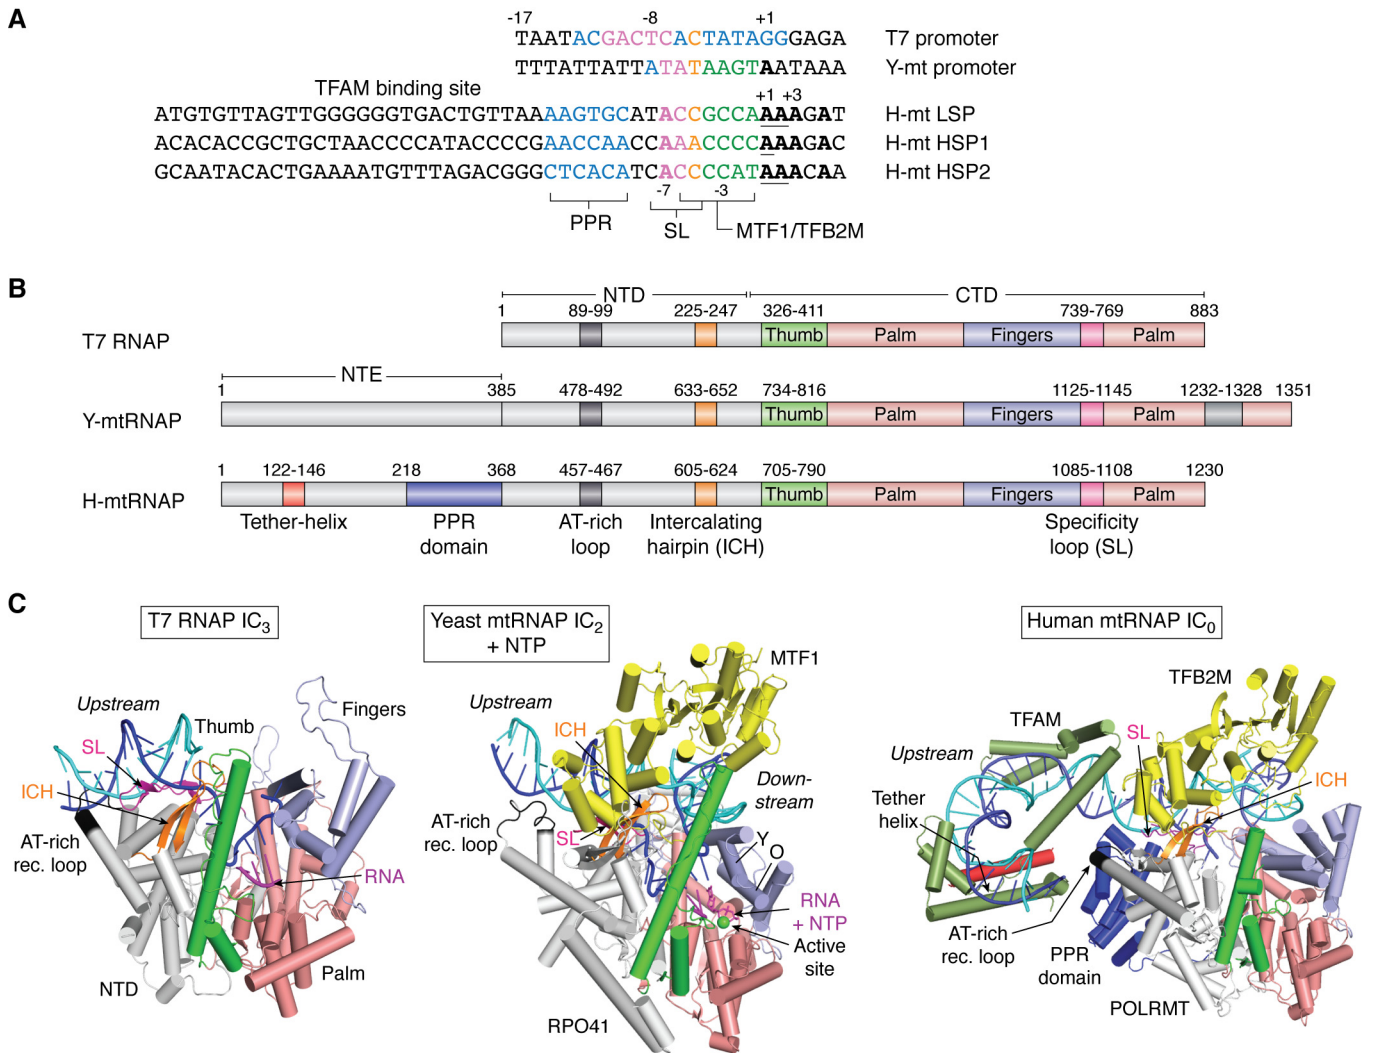 A
-17 -8 +1
TAATACGACTCACTATAGGGAGA T7 promoter
TTTATTATTATATAAGTAATAAA Y-mt promoter
TFAM binding site
+1 +3
ATGTGTTAGTTGGGGGGTGACTGTTAAAAGTGCATACCGCCAAAAGAT H-mt LSP
ACACACCGCTGCTAACCCCATACCCCGAACCAACCAAACCCCAAAGAC H-mt HSP1
GCAATACACTGAAAATGTTTAGACGGGCTCACATCACCCCATAAACAA H-mt HSP2
-7 -3
PPR SL MTF1/TFB2M
B
NTD CTD
1 89-99 225-247 326-411 739-769 883
T7 RNAP Thumb Palm Fingers Palm
NTE
1 385 478-492 633-652 734-816 1125-1145 1232-1328 1351
Y-mtRNAP Thumb Palm Fingers Palm
1 122-146 218 368 457-467 605-624 705-790 1085-1108 1230
H-mtRNAP Thumb Palm Fingers Palm
Tether-helix PPR domain AT-rich loop Intercalating hairpin (ICH) Specificity loop (SL)
C
T7 RNAP IC3
Upstream
Thumb
Fingers
SL
ICH
AT-rich
rec. loop
RNA
NTD
Palm
Yeast mtRNAP IC2
+ NTP
MTF1
Upstream
ICH
Down-
stream
AT-rich
rec. loop
SL
Y
O
RNA
+ NTP
Active
site
RPO41
Human mtRNAP IC0
TFB2M
TFAM
SL
Upstream
ICH
Tether
helix
AT-rich
rec. loop
PPR
domain
POLRMT